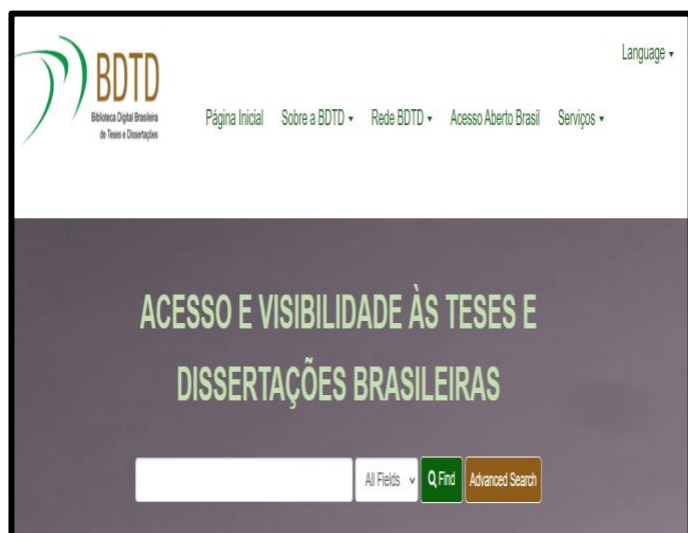 Language
BDTD
Biblioteca Digital Brasileira
de Teses e Dissertações
Página Inicial Sobre a BDTD Rede BDTD Acesso Aberto Brasil Serviços
ACESSO E VISIBILIDADE ÀS TESES E
DISSERTAÇÕES BRASILEIRAS
All Fields Find Advanced Search